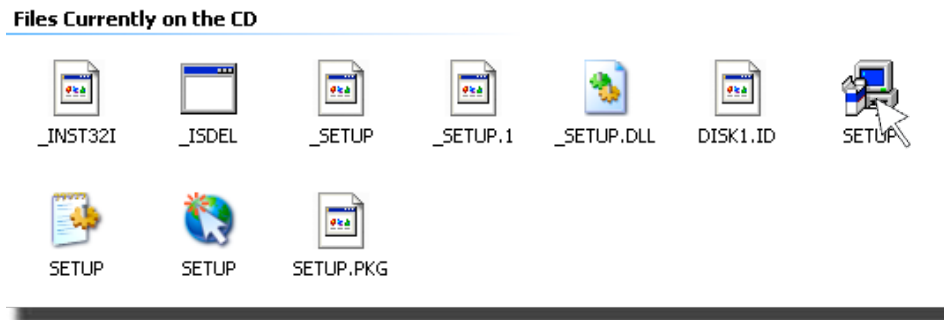 Files Currently on the CD
_INST32I _ISDEL _SETUP _SETUP.1 _SETUP.DLL DISK1.ID SETUP
SETUP SETUP SETUP.PKG